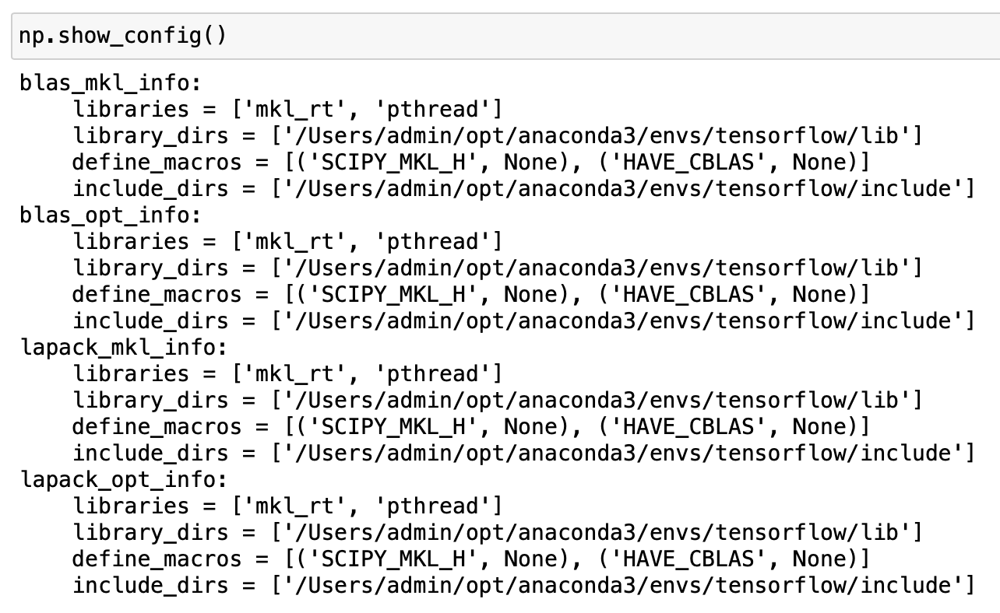 np.show_config()
blas_mkl_info:
    libraries = ['mkl_rt', 'pthread']
    library_dirs = ['/Users/admin/opt/anaconda3/envs/tensorflow/lib']
    define_macros = [('SCIPY_MKL_H', None), ('HAVE_CBLAS', None)]
    include_dirs = ['/Users/admin/opt/anaconda3/envs/tensorflow/include']
blas_opt_info:
    libraries = ['mkl_rt', 'pthread']
    library_dirs = ['/Users/admin/opt/anaconda3/envs/tensorflow/lib']
    define_macros = [('SCIPY_MKL_H', None), ('HAVE_CBLAS', None)]
    include_dirs = ['/Users/admin/opt/anaconda3/envs/tensorflow/include']
lapack_mkl_info:
    libraries = ['mkl_rt', 'pthread']
    library_dirs = ['/Users/admin/opt/anaconda3/envs/tensorflow/lib']
    define_macros = [('SCIPY_MKL_H', None), ('HAVE_CBLAS', None)]
    include_dirs = ['/Users/admin/opt/anaconda3/envs/tensorflow/include']
lapack_opt_info:
    libraries = ['mkl_rt', 'pthread']
    library_dirs = ['/Users/admin/opt/anaconda3/envs/tensorflow/lib']
    define_macros = [('SCIPY_MKL_H', None), ('HAVE_CBLAS', None)]
    include_dirs = ['/Users/admin/opt/anaconda3/envs/tensorflow/include']